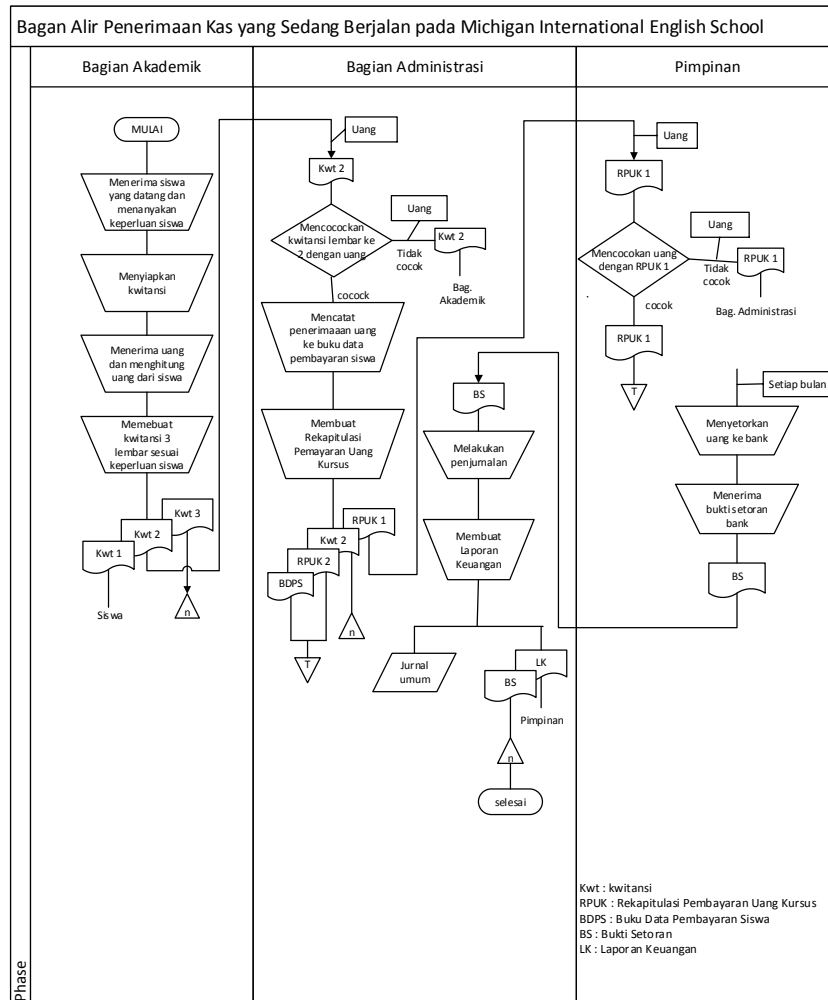 Bagan Alir Penerimaan Kas yang Sedang Berjalan pada Michigan International English School
Bagian Akademik
Bagian Administrasi
Pimpinan
MULAI
Menerima siswa
yang datang dan
menanyakan
keperluan siswa
Menyiapkan
kwitansi
Menerima uang
dan menghitung
uang dari siswa
Memebuat
kwitansi 3
lembar sesuai
keperluan siswa
Kwt 3
Kwt 2
Kwt 1
Siswa
n
Uang
Kwt 2
Mencocockan
kwitansi lembar ke
2 dengan uang
Uang
Tidak
cocok
Kwt 2
Bag.
Akademik
cocock
Mencatat
penerimaaan uang
ke buku data
pembayaran siswa
Membuat
Rekapitulasi
Pemayaran Uang
Kursus
RPUK 1
Kwt 2
RPUK 2
BDPS
n
T
BS
Melakukan
penjurnalan
Membuat
Laporan
Keuangan
Jurnal
umum
LK
BS
Pimpinan
n
selesai
Uang
RPUK 1
Mencocokan uang
dengan RPUK 1
Uang
Tidak
cocok
RPUK 1
Bag. Administrasi
cocok
RPUK 1
T
Setiap bulan
Menyetorkan
uang ke bank
Menerima
bukti setoran
bank
BS
Kwt : kwitansi
RPUK : Rekapitulasi Pembayaran Uang Kursus
BDPS : Buku Data Pembayaran Siswa
BS : Bukti Setoran
LK : Laporan Keuangan
Phase